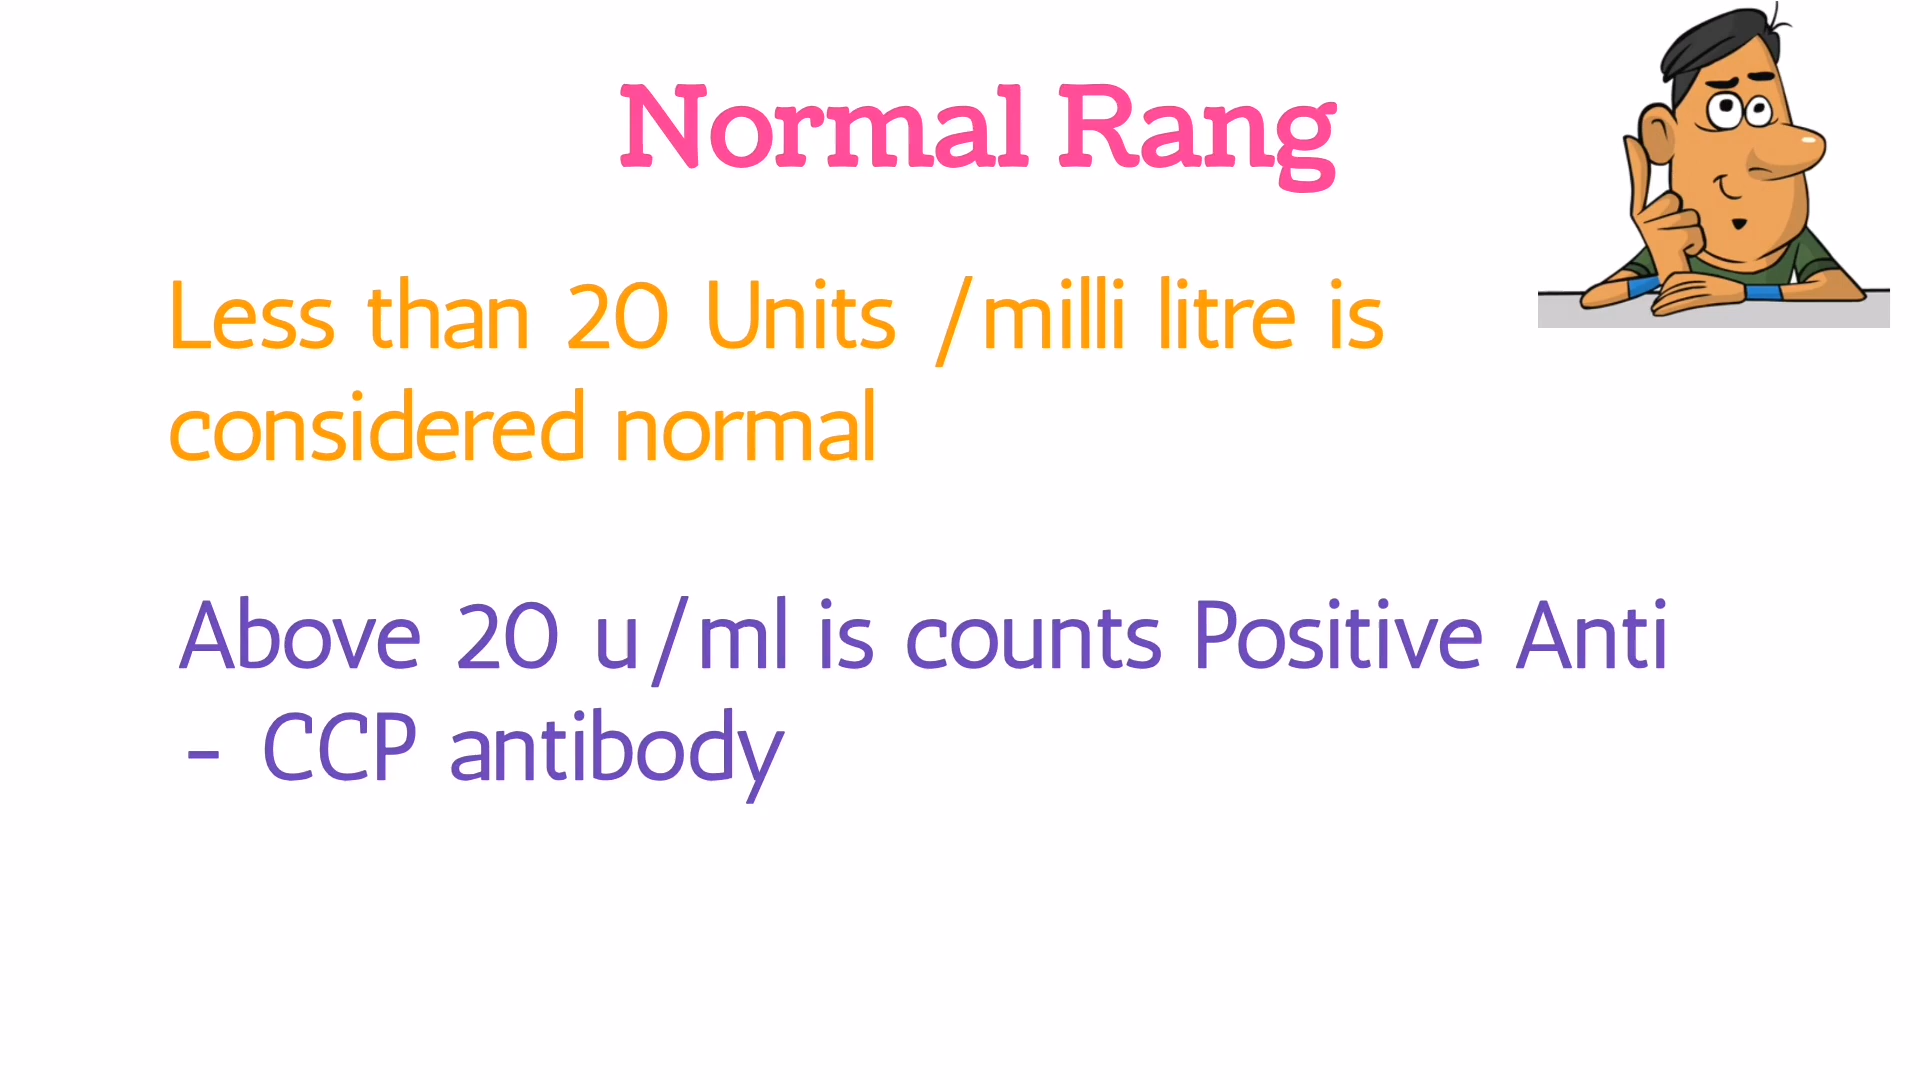 Normal Rang
Less than 20 Units /milli litre is
considered normal
Above 20 u/ml is counts Positive Anti
- CCP antibody